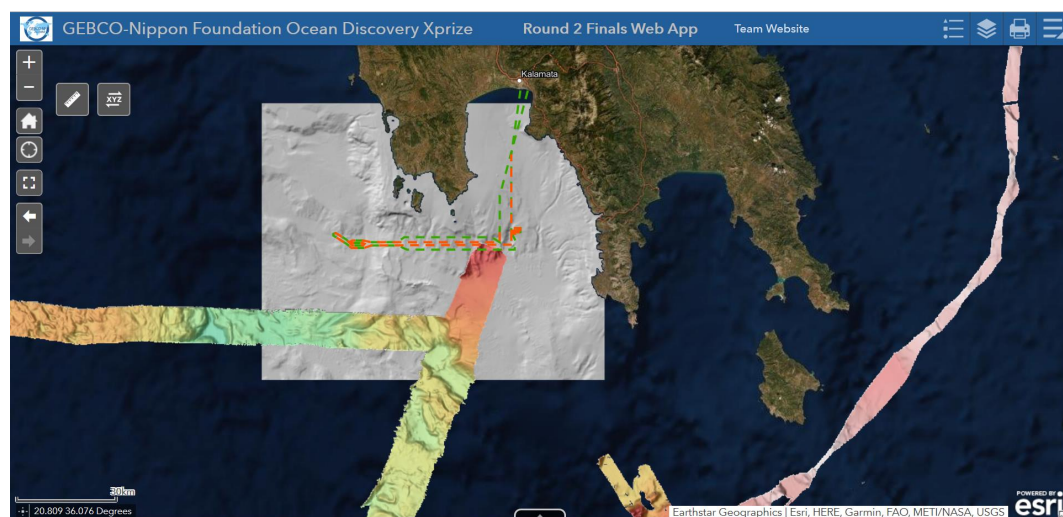 GEBCO-Nippon Foundation Ocean Discovery Xprize Round 2 Finals Web App Team Website
+
−
XYZ
Kalamata
30km
20.809 36.076 Degrees
POWERED BY
esri
Earthstar Geographics | Esri, HERE, Garmin, FAO, METI/NASA, USGS